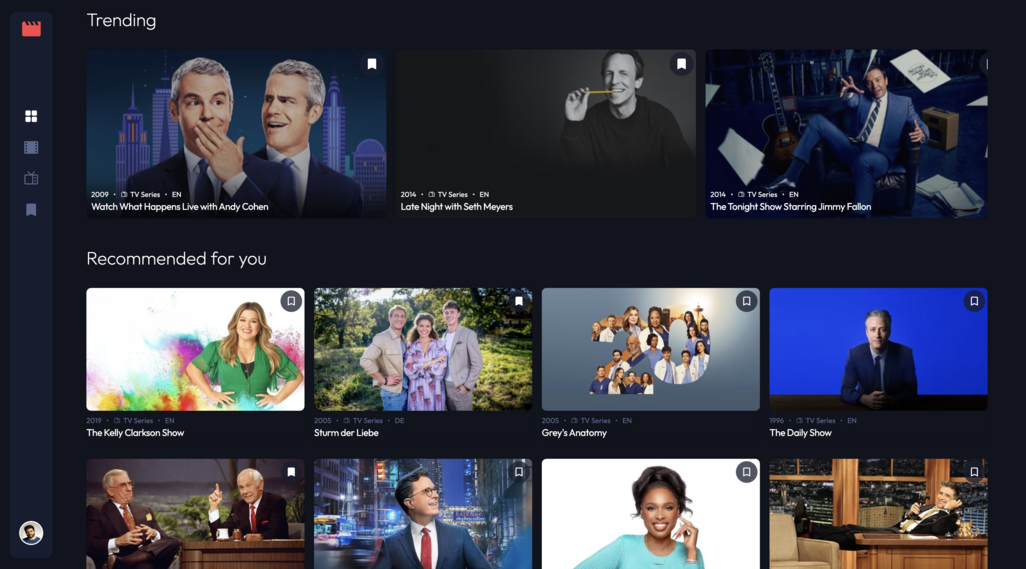 Trending
2009 • TV Series • EN
Watch What Happens Live with Andy Cohen
2014 • TV Series • EN
Late Night with Seth Meyers
2014 • TV Series • EN
The Tonight Show Starring Jimmy Fallon
Recommended for you
2019 • TV Series • EN
The Kelly Clarkson Show
2005 • TV Series • DE
Sturm der Liebe
2005 • TV Series • EN
Grey's Anatomy
1996 • TV Series • EN
The Daily Show